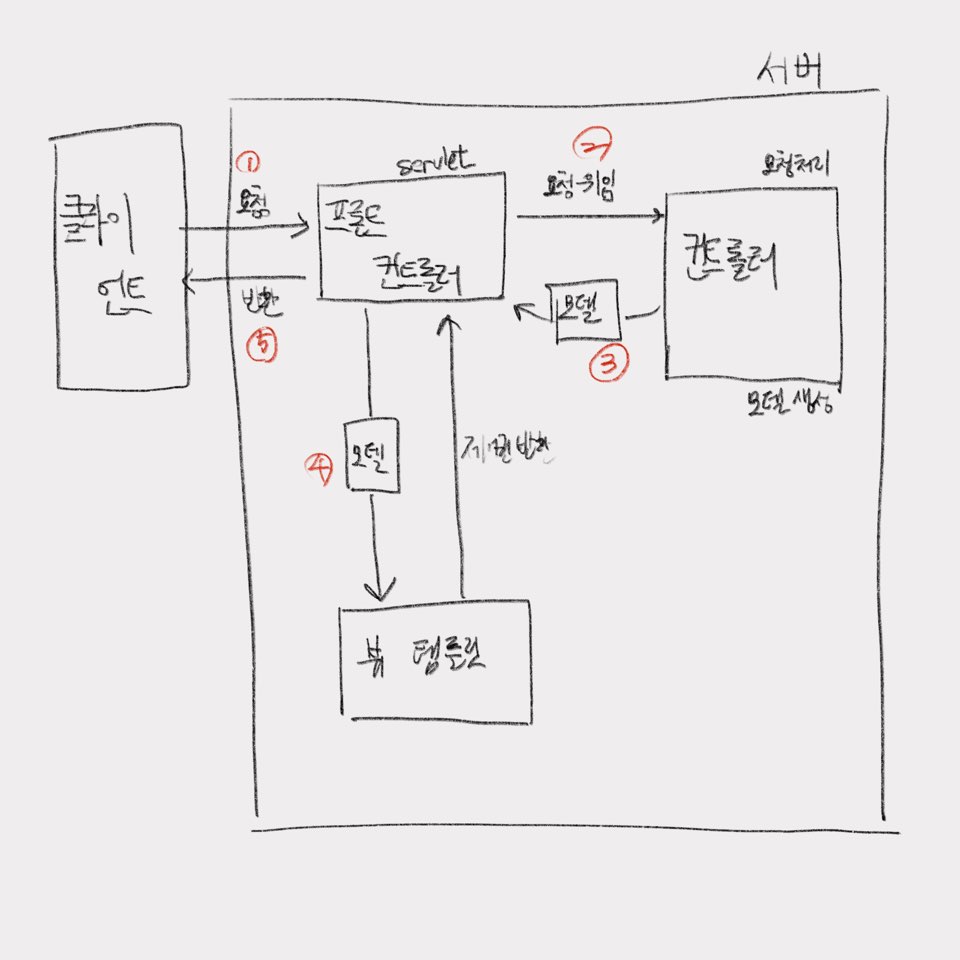 서버
클라이
언트
①
요청
반환
⑤
servlet
프론트
컨트롤러
②
요청 위임
요청처리
컨트롤러
모델
③
모델 생성
④
모델
제어권 반환
뷰 템플릿